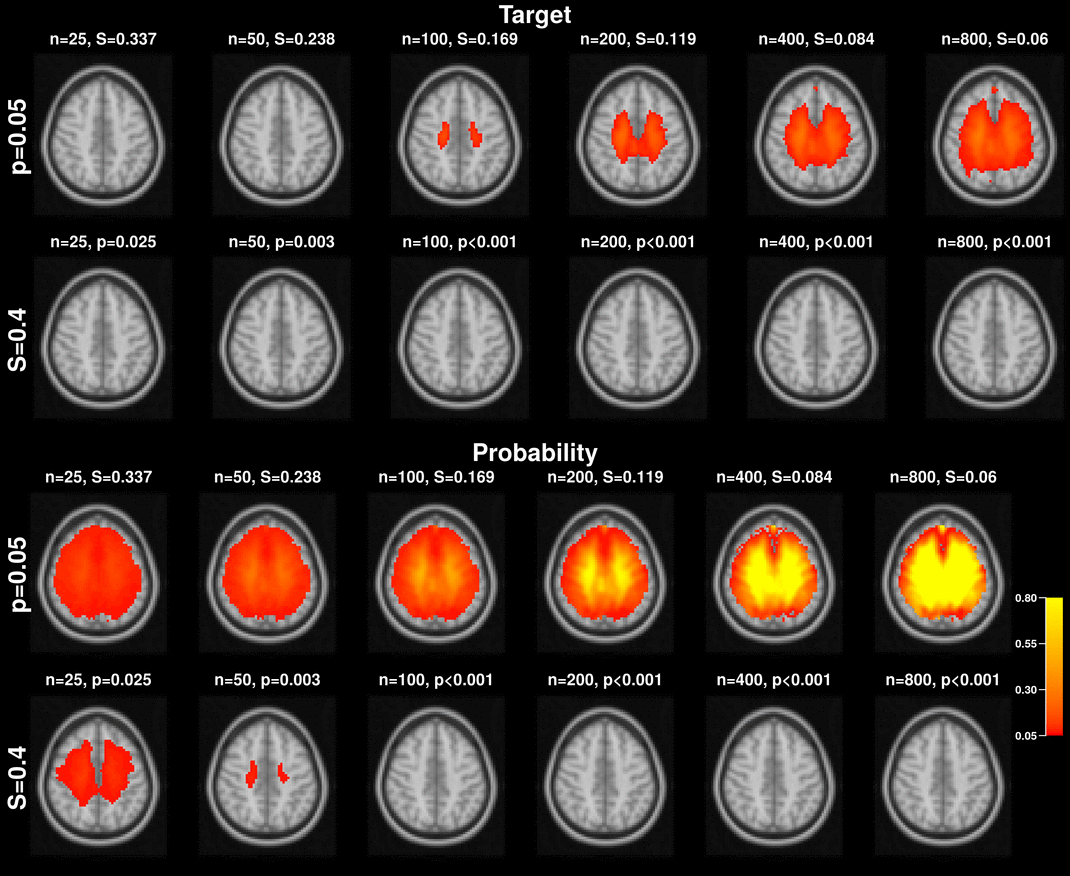 Target
n=25, S=0.337 n=50, S=0.238 n=100, S=0.169 n=200, S=0.119 n=400, S=0.084 n=800, S=0.06
p=0.05
n=25, p=0.025 n=50, p=0.003 n=100, p<0.001 n=200, p<0.001 n=400, p<0.001 n=800, p<0.001
S=0.4
Probability
n=25, S=0.337 n=50, S=0.238 n=100, S=0.169 n=200, S=0.119 n=400, S=0.084 n=800, S=0.06
p=0.05
0.80
0.55
0.30
0.05
n=25, p=0.025 n=50, p=0.003 n=100, p<0.001 n=200, p<0.001 n=400, p<0.001 n=800, p<0.001
S=0.4